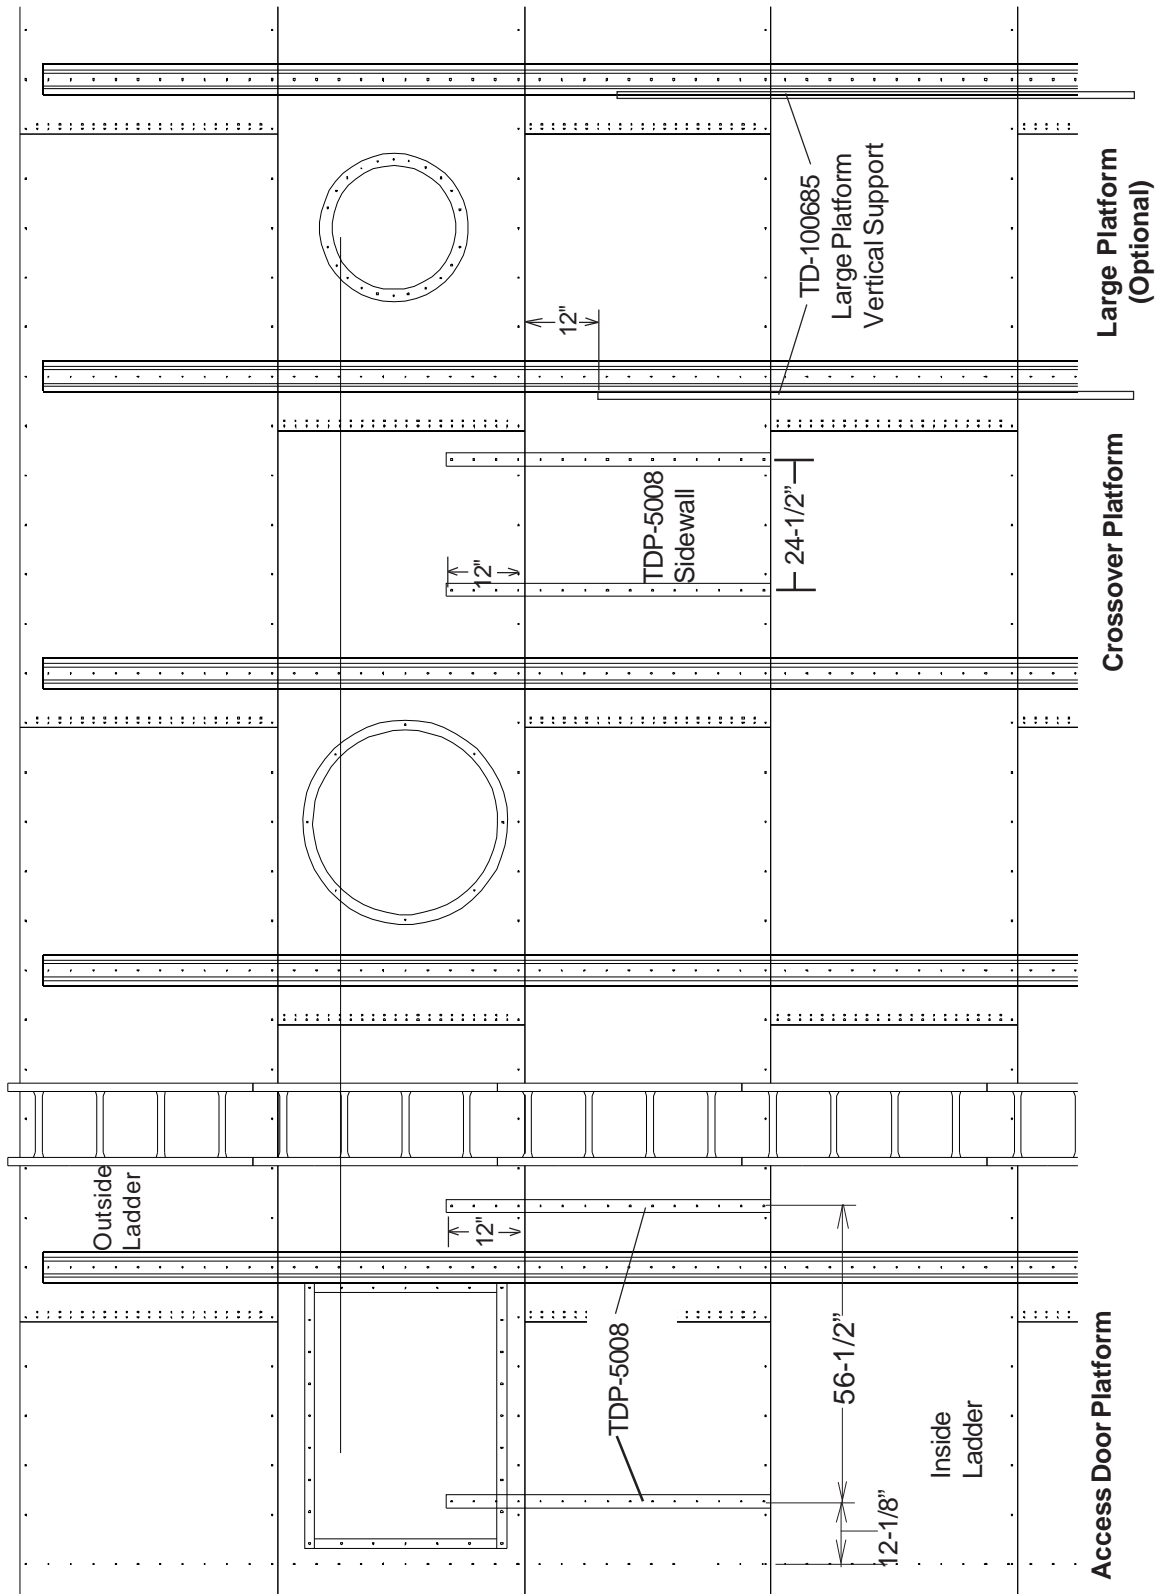 Outside
Ladder
12"
TDP-5008
56-1/2”
12-1/8”
Inside
Ladder
Access Door Platform
12"
TDP-5008
Sidewall
24-1/2”
Crossover Platform
12"
TD-100685
Large Platform
Vertical Support
Large Platform
(Optional)